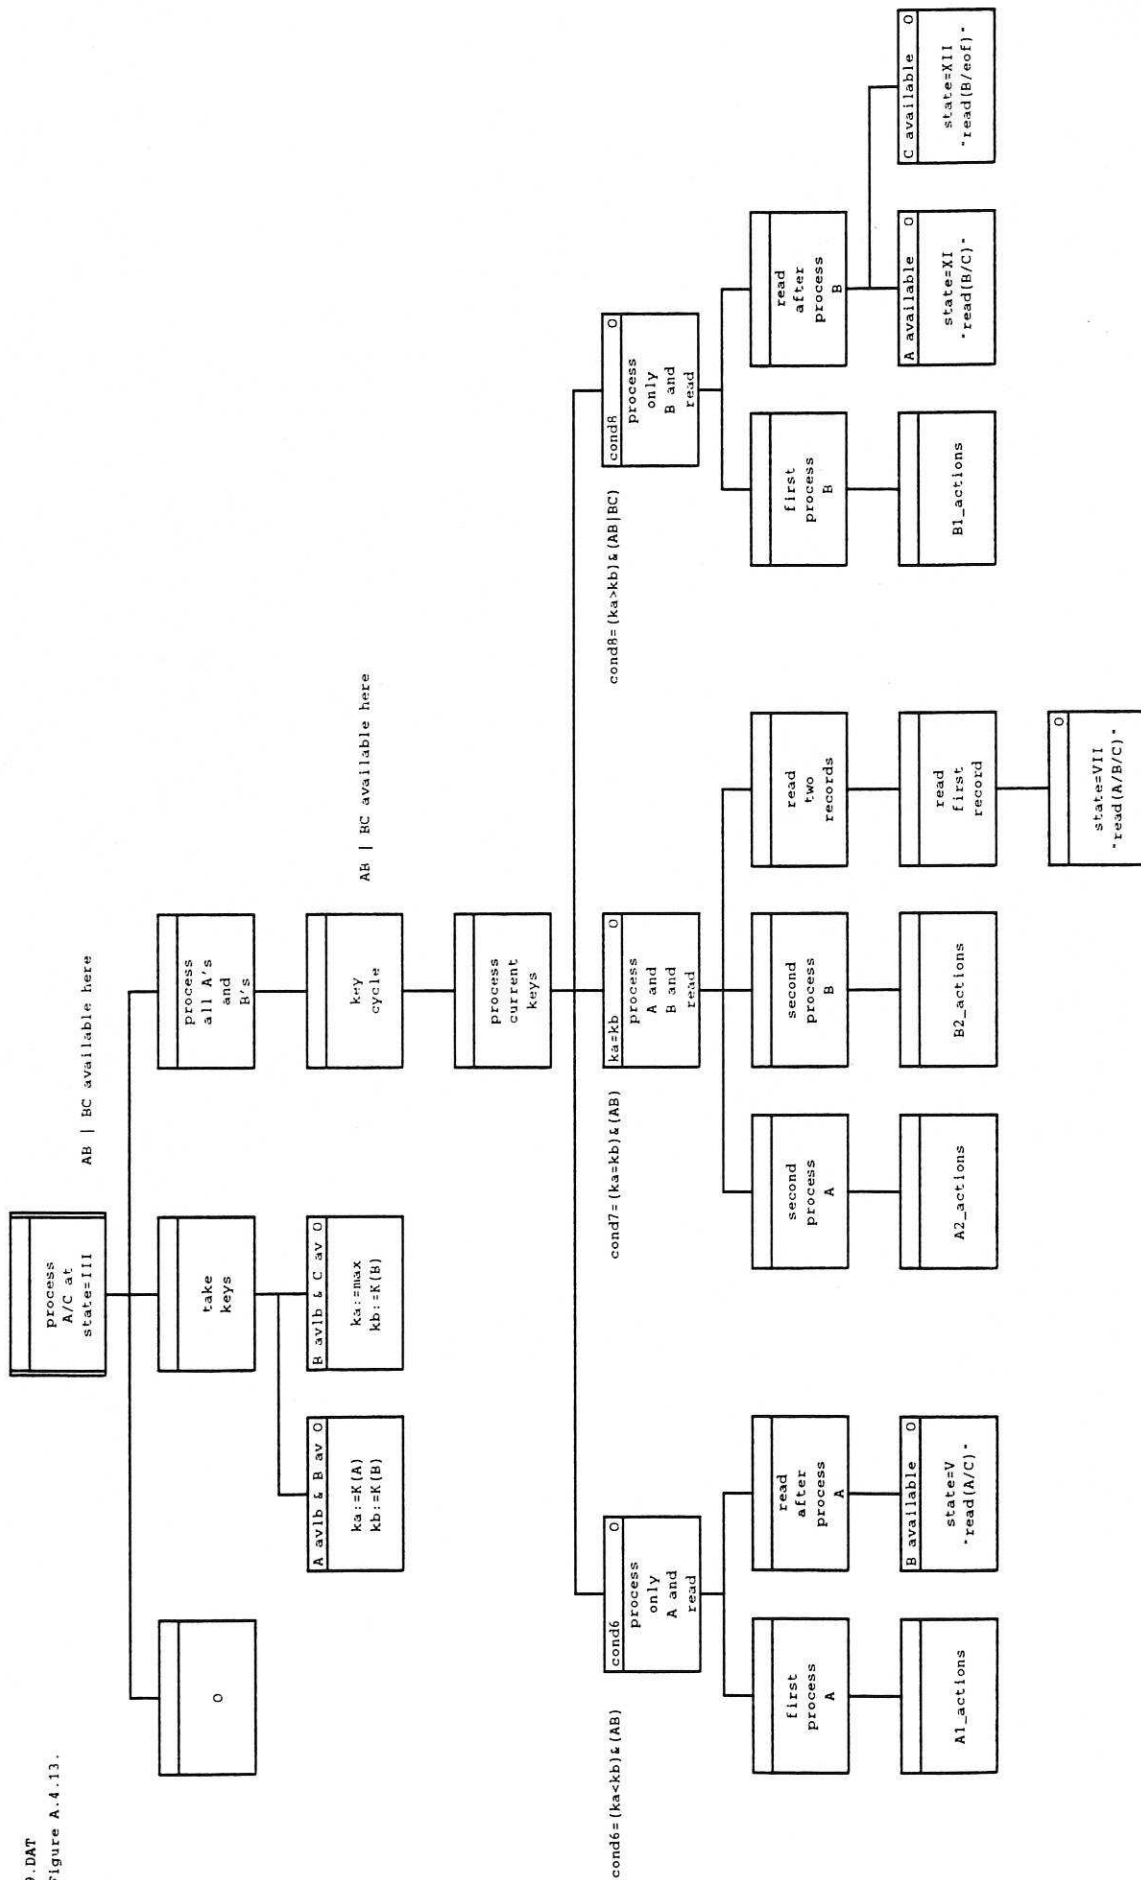 9.DAT
Figure A.4.13.
process
A/C at
state=III
AB | BC available here
O
take
keys
process
all A's
and
B's
A avlb & B av O
ka:=K(A)
kb:=K(B)
B avlb & C av O
ka:=max
kb:=K(B)
key
cycle
AB | BC available here
process
current
keys
cond6=(ka<kb)&(AB)
cond6 O
process
only
A and
read
cond7=(ka=kb)&(AB)
ka=kb O
process
A and
B and
read
cond8=(ka>kb)&(AB|BC)
cond8 O
process
only
B and
read
first
process
A
read
after
process
A
second
process
A
second
process
B
read
two
records
first
process
B
read
after
process
B
A1_actions
B available O
state=V
"read(A/C)"
A2_actions
B2_actions
read
first
record
B1_actions
A available O
state=XI
"read(B/C)"
C available O
state=XII
"read(B/eof)"
O
state=VII
"read(A/B/C)"